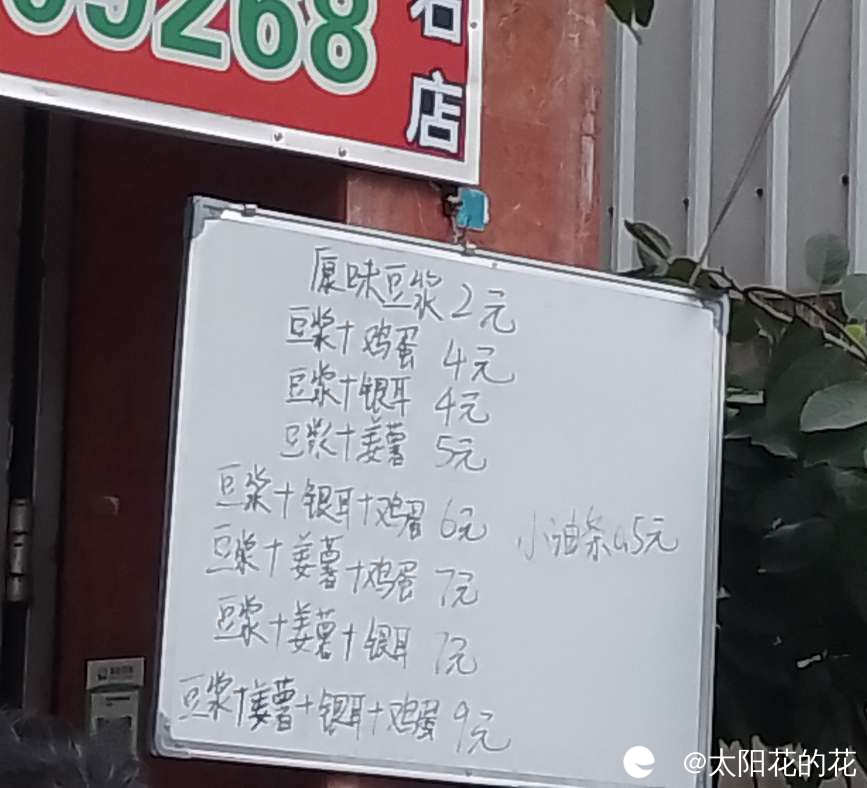 268
店
原味豆浆2元
豆浆+鸡蛋 4元
豆浆+银耳 4元
豆浆+姜薯 5元
豆浆+银耳+鸡蛋 6元
小油条0.5元
豆浆+姜薯+鸡蛋 7元
豆浆+姜薯+银耳 7元
豆浆+姜薯+银耳+鸡蛋 9元
@太阳花的花